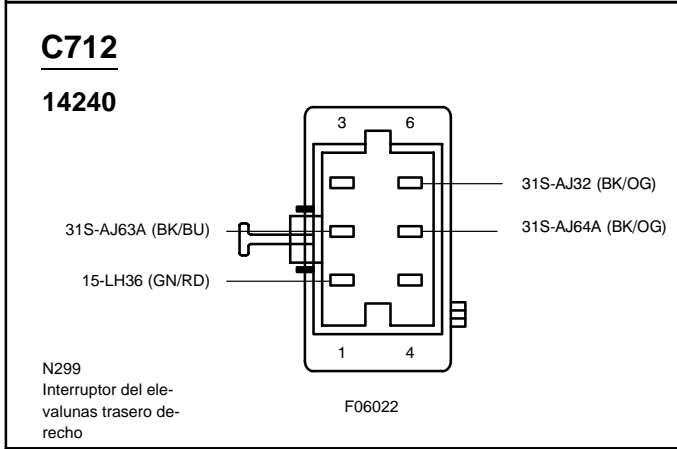 C712
14240
3 6
31S-AJ32 (BK/OG)
31S-AJ63A (BK/BU)
31S-AJ64A (BK/OG)
15-LH36 (GN/RD)
1 4
N299
Interruptor del ele-
valunas trasero de-
recho
F06022